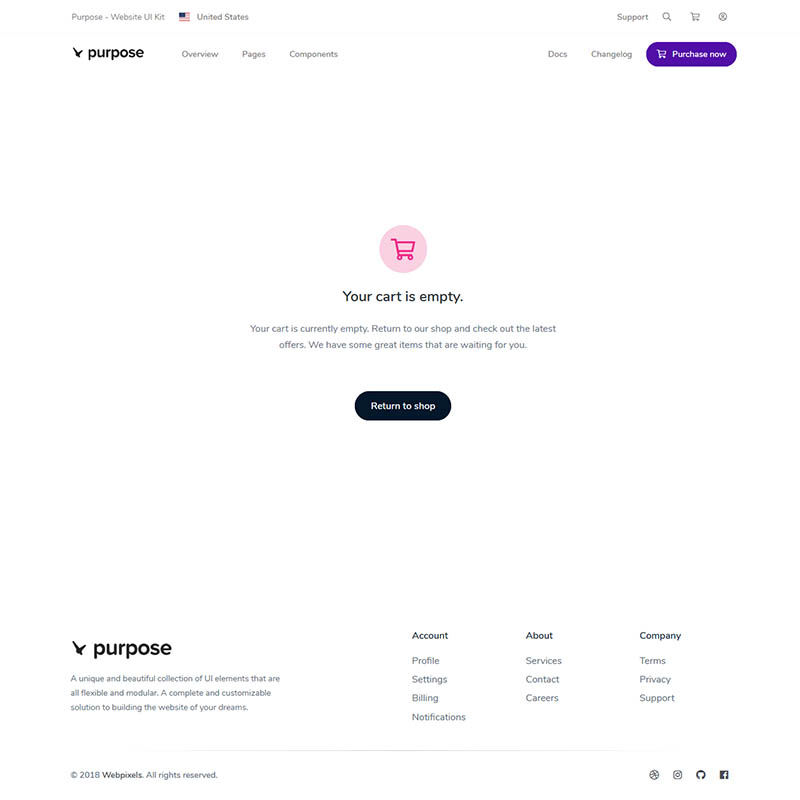 Purpose - Website UI Kit United States Support
purpose Overview Pages Components Docs Changelog Purchase now
Your cart is empty.
Your cart is currently empty. Return to our shop and check out the latest
offers. We have some great items that are waiting for you.
Return to shop
purpose
A unique and beautiful collection of UI elements that are
all flexible and modular. A complete and customizable
solution to building the website of your dreams.
Account
Profile
Settings
Billing
Notifications
About
Services
Contact
Careers
Company
Terms
Privacy
Support
© 2018 Webpixels. All rights reserved.